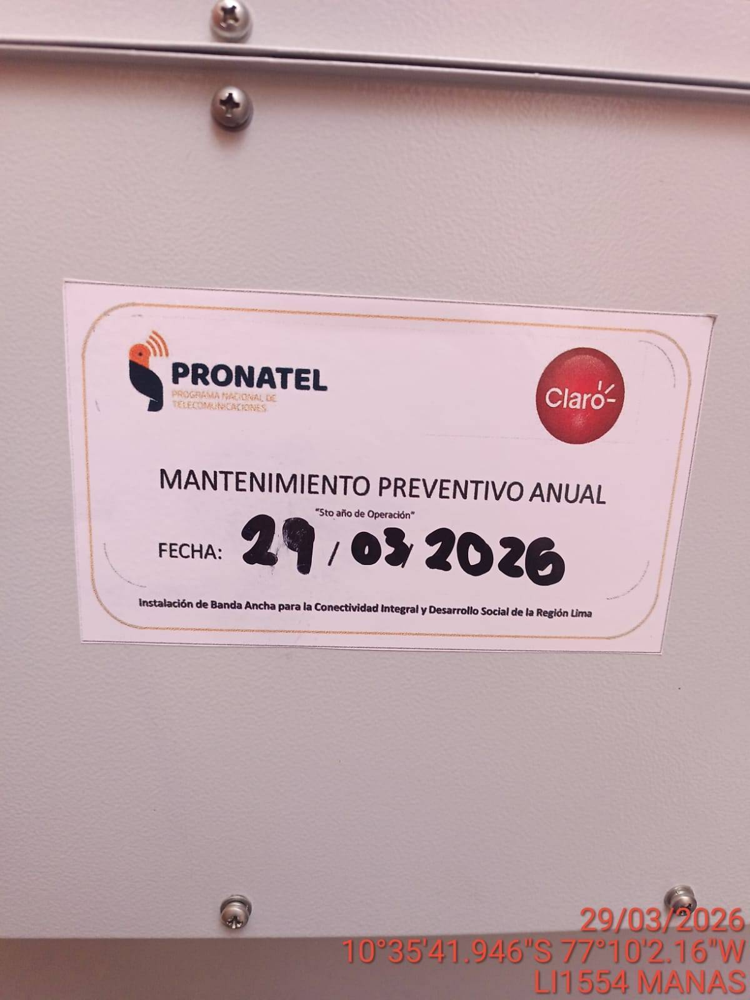 PRONATEL
PROGRAMA NACIONAL DE
TELECOMUNICACIONES
Claro
MANTENIMIENTO PREVENTIVO ANUAL
"5to año de Operación"
FECHA: 29/03/2026
Instalación de Banda Ancha para la Conectividad Integral y Desarrollo Social de la Región Lima
29/03/2026
10°35'41.946"S 77°10'2.16"W
LI1554 MANAS